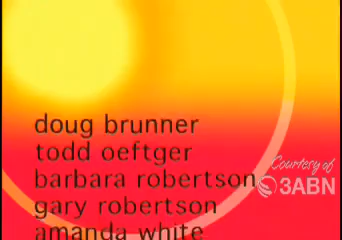 doug brunner
todd oeftger
barbara robertson
gary robertson
amanda white
Courtesy of
3ABN